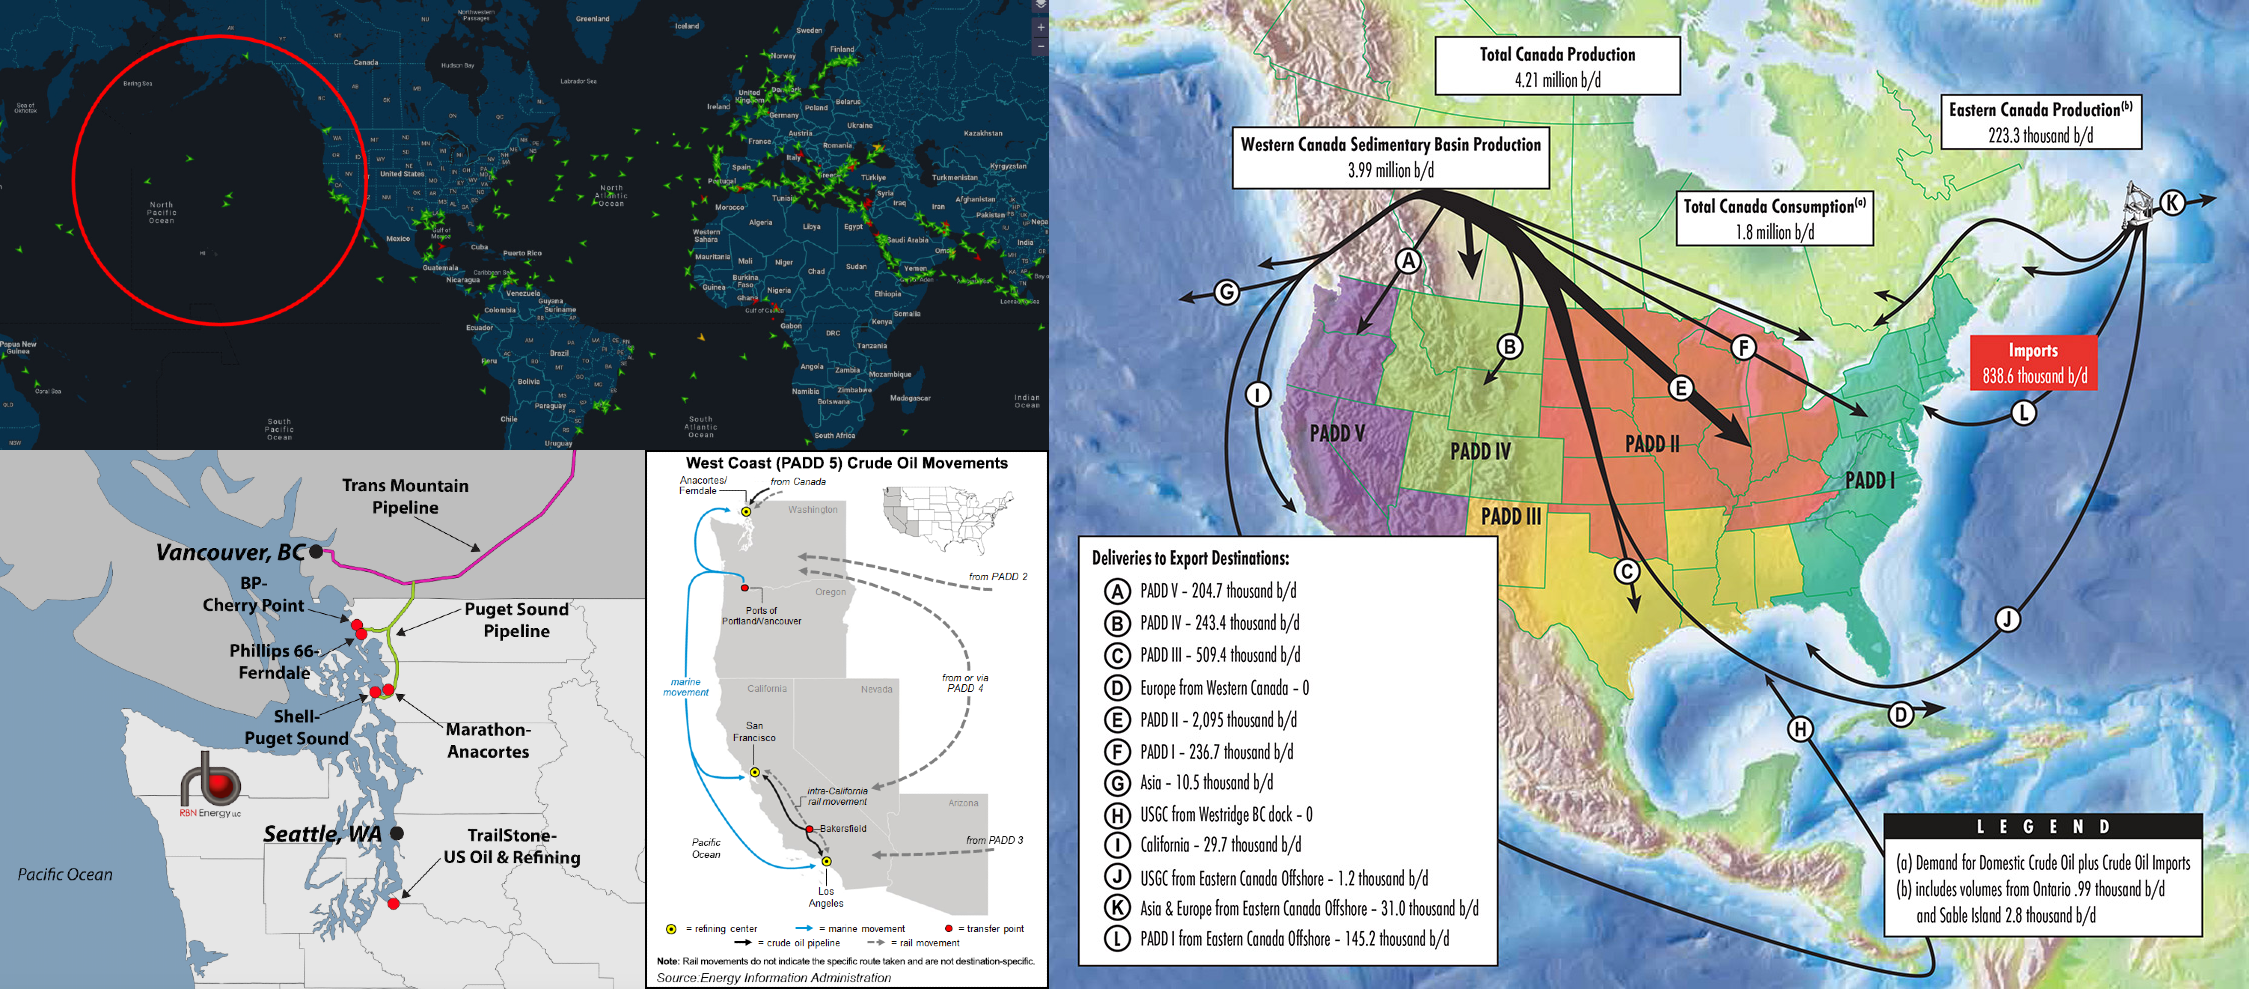 Northwestern
Passages
Greenland
Iceland
Sweden
Finland
Norway
Canada
Hudson Bay
Labrador Sea
Bering Sea
Sea of
Okhotsk
United
Kingdom
Denmark
Ireland
Poland
Belarus
Germany
Ukraine
Austria
France
Romania
Kazakhstan
Italy
Spain
Portugal
Greece
Türkiye
Kyrgyzstan
Turkmenistan
United States
North
Pacific
Ocean
North
Atlantic
Ocean
Tunisia
Syria
Iraq
Iran
Afghanistan
Morocco
Pakistan
Algeria
Libya
Egypt
Western
Sahara
Saudi Arabia
India
Mexico
Gulf of
Mexico
Cuba
Puerto Rico
Guatemala
Caribbean Sea
Nicaragua
Mauritania
Mali
Niger
Chad
Sudan
Yemen
Oman
Burkina
Faso
Guinea
Ghana
Nigeria
Ethiopia
Venezuela
Guyana
Colombia
Suriname
Somalia
Gabon
Kenya
Ecuador
DRC
Tanzania
Papua New
Guinea
Peru
Brazil
Angola
Zambia
Mozambique
Coral Sea
Bolivia
Namibia
Zimbabwe
Botswana
Madagascar
Indian
Ocean
Paraguay
Chile
South
Pacific
Ocean
South
Atlantic
Ocean
Uruguay
South Africa
Trans Mountain
Pipeline
Vancouver, BC
BP-
Cherry Point
Puget Sound
Pipeline
Phillips 66-
Ferndale
Shell-
Puget Sound
Marathon-
Anacortes
RBN Energy LLC
Seattle, WA
TrailStone-
US Oil & Refining
Pacific Ocean
West Coast (PADD 5) Crude Oil Movements
Anacortes/
Ferndale
from Canada
Washington
from PADD 2
Oregon
Ports of
Portland/Vancouver
marine
movement
from or via
PADD 4
California
Nevada
San
Francisco
intra-California
rail movement
Arizona
Bakersfield
from PADD 3
Pacific
Ocean
Los
Angeles
= refining center
= marine movement
= transfer point
= crude oil pipeline
= rail movement
Note: Rail movements do not indicate the specific route taken and are not destination-specific.
Source:Energy Information Administration
Total Canada Production
4.21 million b/d
Eastern Canada Production(b)
223.3 thousand b/d
Western Canada Sedimentary Basin Production
3.99 million b/d
Total Canada Consumption(a)
1.8 million b/d
K
A
G
B
F
Imports
838.6 thousand b/d
E
I
L
PADD V
PADD IV
PADD II
PADD I
PADD III
C
J
D
H
Deliveries to Export Destinations:
A PADD V - 204.7 thousand b/d
B PADD IV - 243.4 thousand b/d
C PADD III - 509.4 thousand b/d
D Europe from Western Canada - 0
E PADD II - 2,095 thousand b/d
F PADD I - 236.7 thousand b/d
G Asia - 10.5 thousand b/d
H USGC from Westridge BC dock - 0
I California - 29.7 thousand b/d
J USGC from Eastern Canada Offshore - 1.2 thousand b/d
K Asia & Europe from Eastern Canada Offshore - 31.0 thousand b/d
L PADD I from Eastern Canada Offshore - 145.2 thousand b/d
LEGEND
(a) Demand for Domestic Crude Oil plus Crude Oil Imports
(b) includes volumes from Ontario .99 thousand b/d
and Sable Island 2.8 thousand b/d